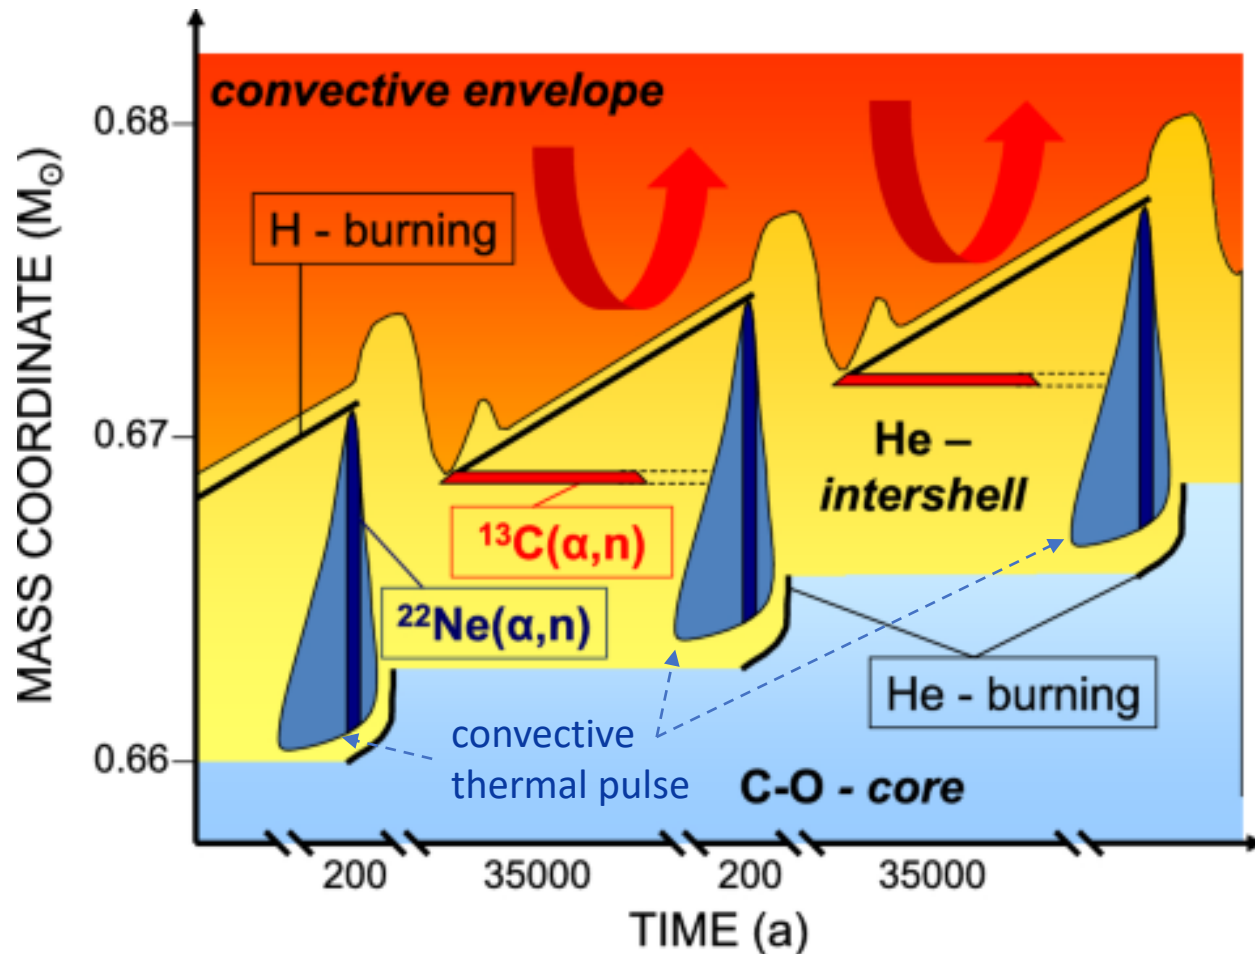 convective envelope
0.68
H - burning
MASS COORDINATE (M☉)
0.67
He –
intershell
¹³C(α,n)
²²Ne(α,n)
He - burning
convective
thermal pulse
0.66
C-O - core
200
35000
200
35000
TIME (a)